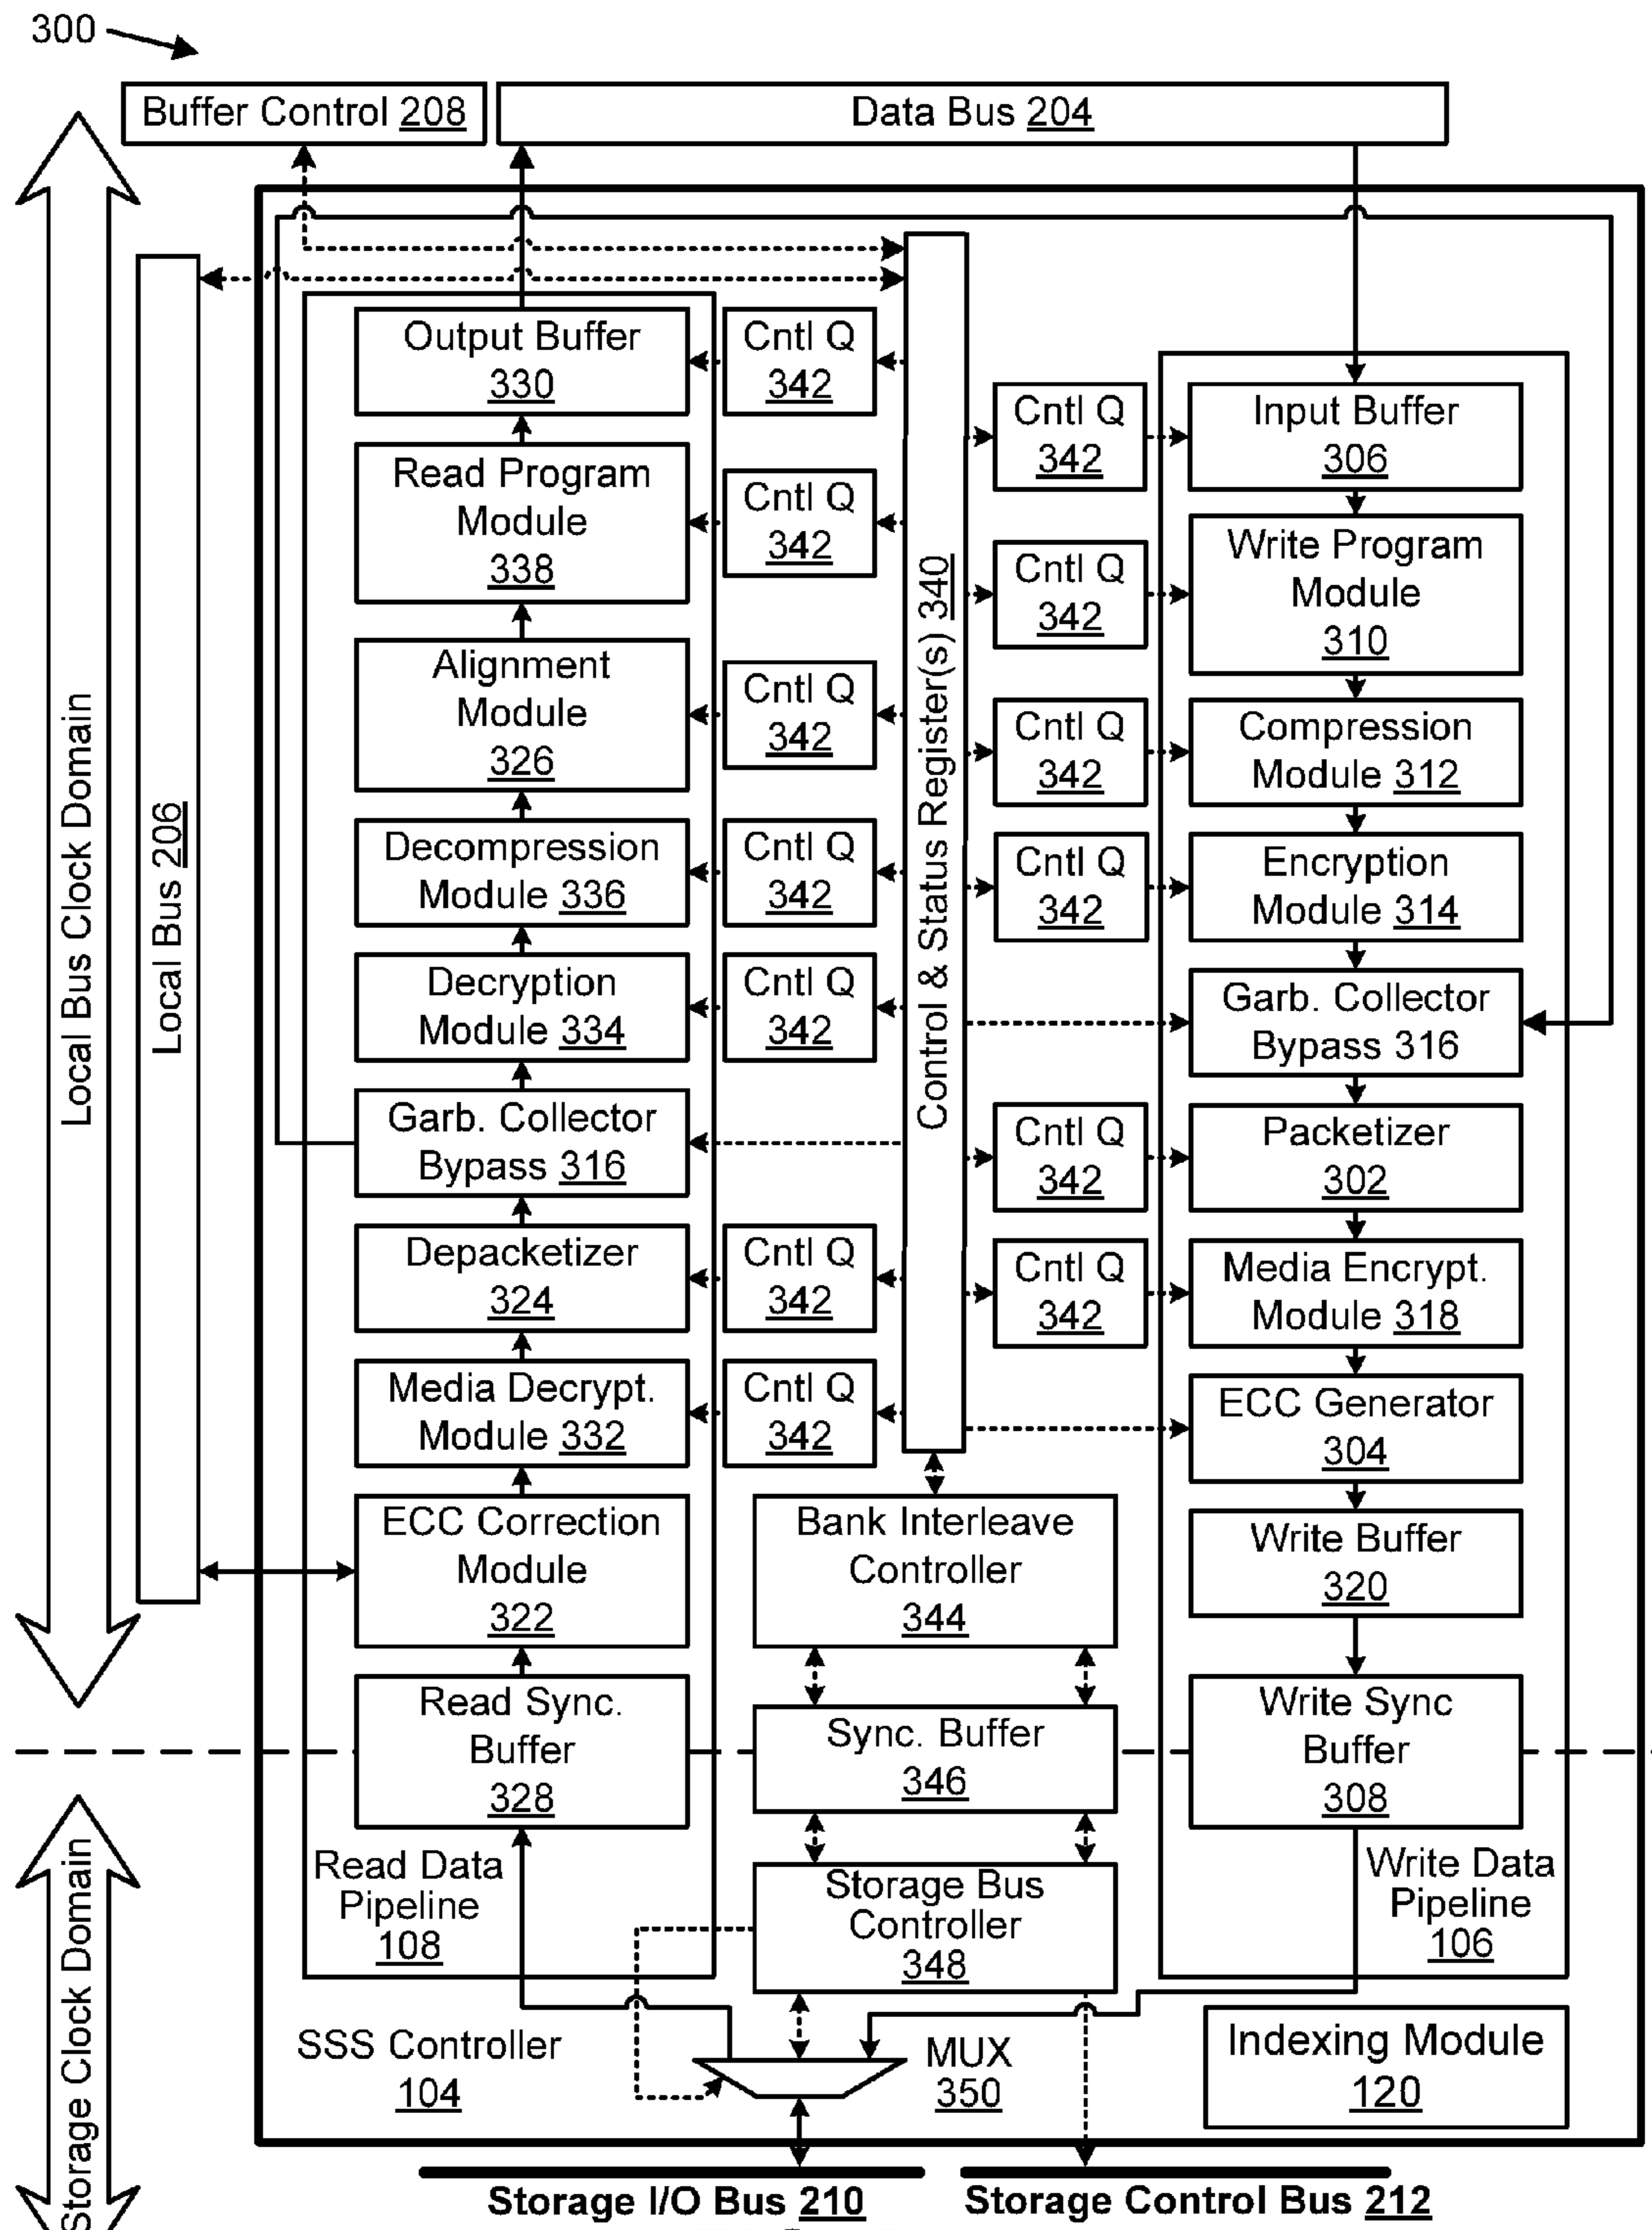 300
Buffer Control 208
Data Bus 204
Local Bus Clock Domain
Local Bus 206
Output Buffer
330
Read Program
Module
338
Alignment
Module
326
Decompression
Module 336
Decryption
Module 334
Garb. Collector
Bypass 316
Depacketizer
324
Media Decrypt.
Module 332
ECC Correction
Module
322
Read Sync.
Buffer
328
Read Data
Pipeline
108
Cntl Q
342
Cntl Q
342
Cntl Q
342
Cntl Q
342
Cntl Q
342
Cntl Q
342
Cntl Q
342
Control & Status Register(s) 340
Cntl Q
342
Cntl Q
342
Cntl Q
342
Cntl Q
342
Cntl Q
342
Cntl Q
342
Bank Interleave
Controller
344
Sync. Buffer
346
Storage Bus
Controller
348
Input Buffer
306
Write Program
Module
310
Compression
Module 312
Encryption
Module 314
Garb. Collector
Bypass 316
Packetizer
302
Media Encrypt.
Module 318
ECC Generator
304
Write Buffer
320
Write Sync
Buffer
308
Write Data
Pipeline
106
Storage Clock Domain
SSS Controller
104
MUX
350
Indexing Module
120
Storage I/O Bus 210
Storage Control Bus 212